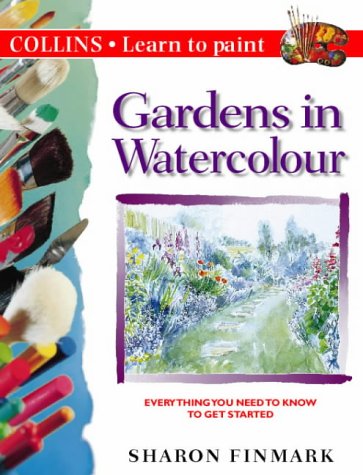 COLLINS • Learn to paint
Gardens in
Watercolour
EVERYTHING YOU NEED TO KNOW
TO GET STARTED
SHARON FINMARK